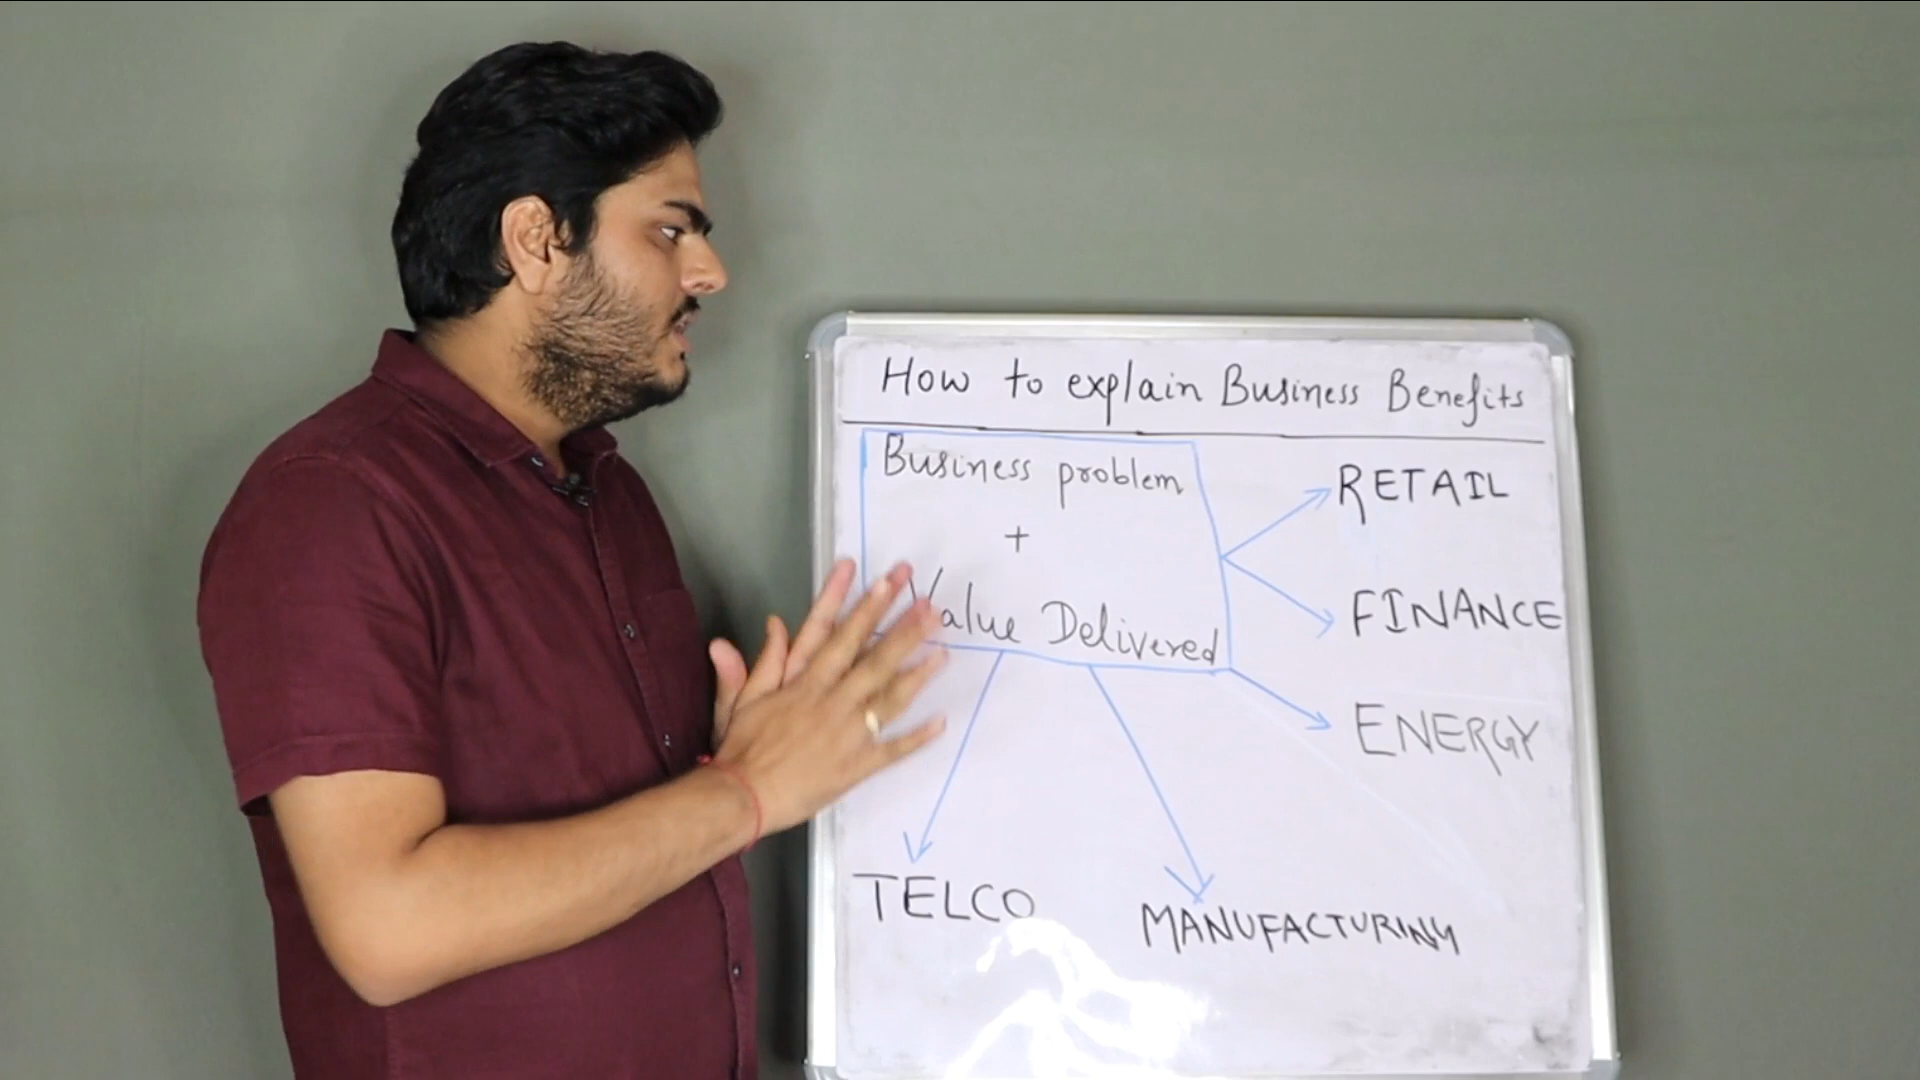 How to explain Business Benefits
Business problem
+
Value Delivered
RETAIL
FINANCE
ENERGY
TELCO
MANUFACTURING